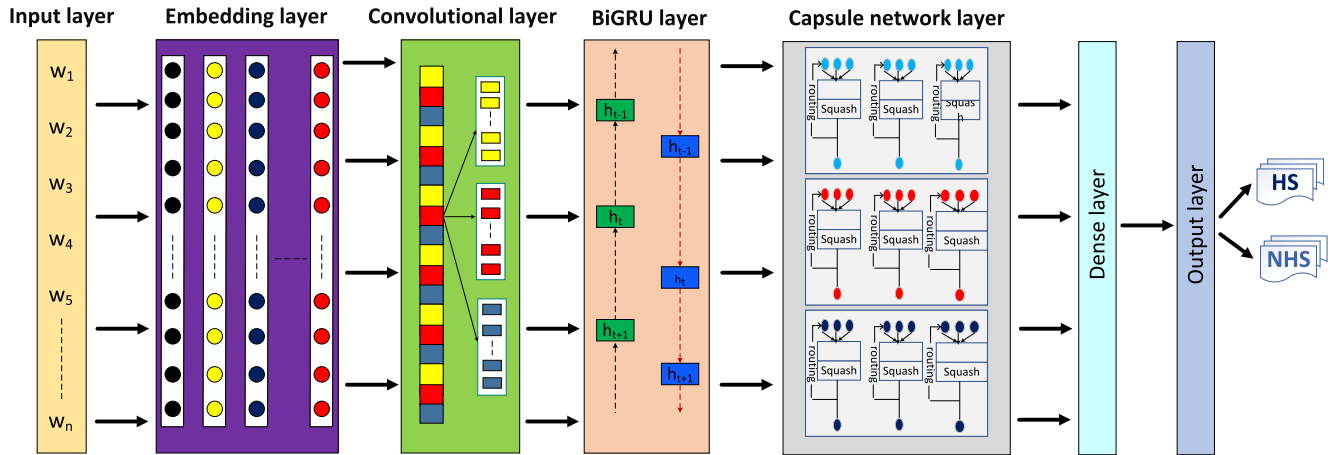 Input layer
Embedding layer
Convolutional layer
BiGRU layer
Capsule network layer
w1
w2
w3
w4
w5
wn
ht-1
ht
ht+1
ht-1
ht
ht+1
routing
Squash
routing
Squash
routing
Squas
h
routing
Squash
routing
Squash
routing
Squash
routing
Squash
routing
Squash
routing
Squash
Dense layer
Output layer
HS
NHS